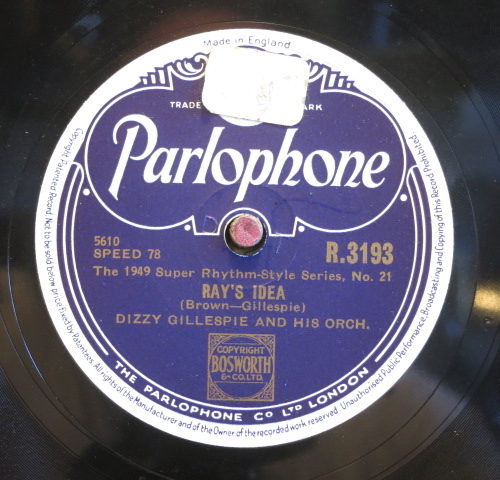 Made in England
TRADE ARK
Parlophone
5610
SPEED 78
R.3193
The 1949 Super Rhythm-Style Series, No. 21
RAY'S IDEA
(Brown—Gillespie)
DIZZY GILLESPIE AND HIS ORCH.
COPYRIGHT
BOSWORTH
& CO. LTD.
THE PARLOPHONE CO LTD LONDON
Copyright Patented Record. Not to be sold below price fixed by Patentees. All rights of the Manufacturer and of the Owner of the recorded work reserved. Unauthorised Public Performance, Broadcasting and Copying of this Record Prohibited.